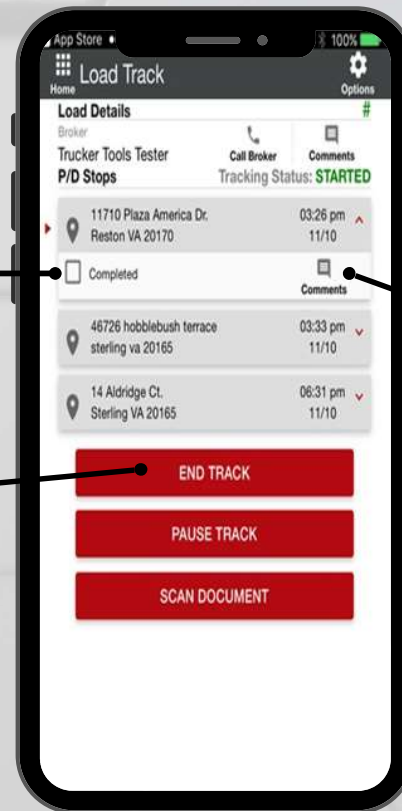 App Store 100%
Load Track
Home Options
Load Details #
Broker
Trucker Tools Tester Call Broker Comments
P/D Stops Tracking Status: STARTED
11710 Plaza America Dr. 03:26 pm
Reston VA 20170 11/10
Completed
Comments
46726 hobblebush terrace 03:33 pm
sterling va 20165 11/10
14 Aldridge Ct. 06:31 pm
Sterling VA 20165 11/10
END TRACK
PAUSE TRACK
SCAN DOCUMENT